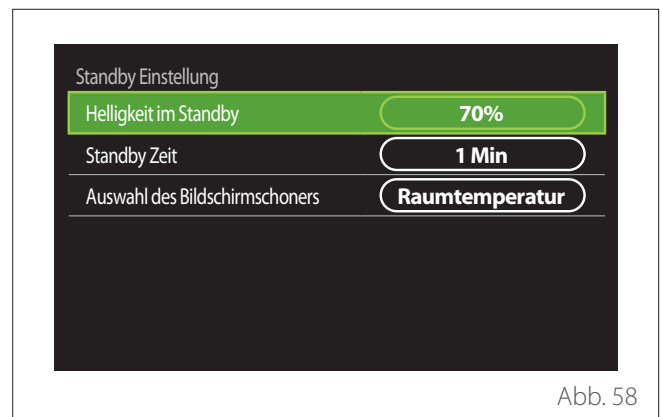 Standby Einstellung
Helligkeit im Standby 70%
Standby Zeit 1 Min
Auswahl des Bildschirmschoners Raumtemperatur
Abb. 58